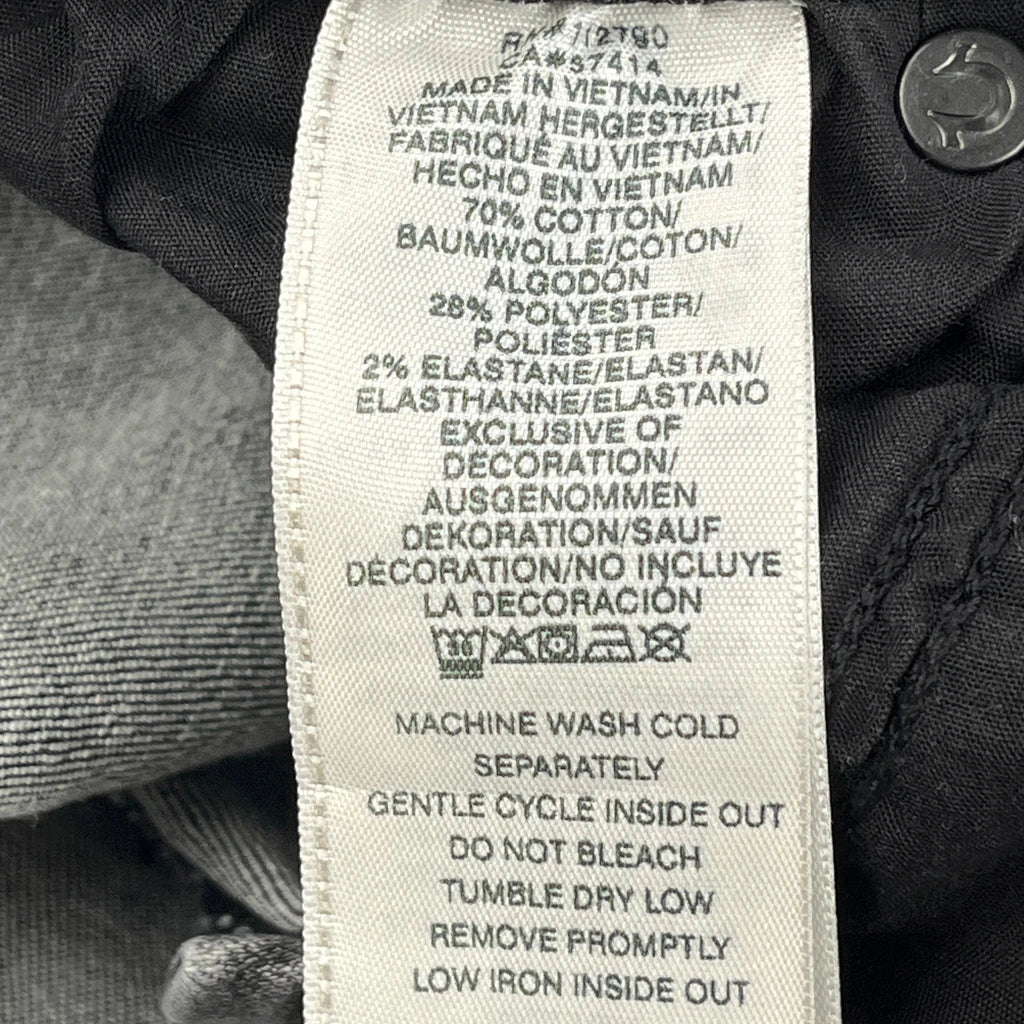 CA#37414
MADE IN VIETNAM/IN
VIETNAM HERGESTELLT/
FABRIQUÉ AU VIETNAM/
HECHO EN VIETNAM
70% COTTON/
BAUMWOLLE/COTON/
ALGODÓN
28% POLYESTER/
POLIÉSTER
2% ELASTANE/ELASTAN/
ELASTHANNE/ELASTANO
EXCLUSIVE OF
DECORATION/
AUSGENOMMEN
DEKORATION/SAUF
DÉCORATION/NO INCLUYE
LA DECORACIÓN
MACHINE WASH COLD
SEPARATELY
GENTLE CYCLE INSIDE OUT
DO NOT BLEACH
TUMBLE DRY LOW
REMOVE PROMPTLY
LOW IRON INSIDE OUT